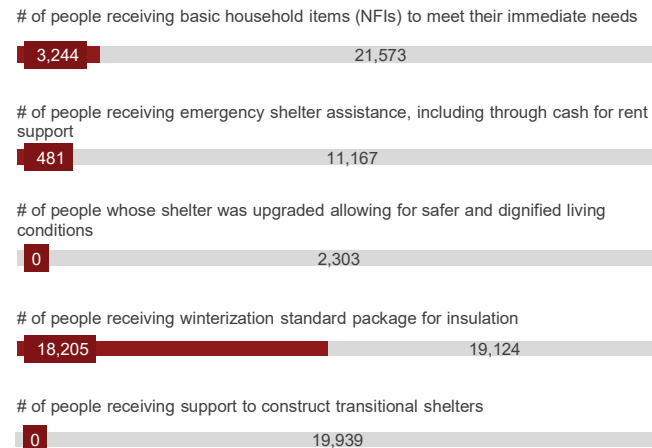 # of people receiving basic household items (NFIs) to meet their immediate needs
3,244 21,573
# of people receiving emergency shelter assistance, including through cash for rent
support
481 11,167
# of people whose shelter was upgraded allowing for safer and dignified living
conditions
0 2,303
# of people receiving winterization standard package for insulation
18,205 19,124
# of people receiving support to construct transitional shelters
0 19,939